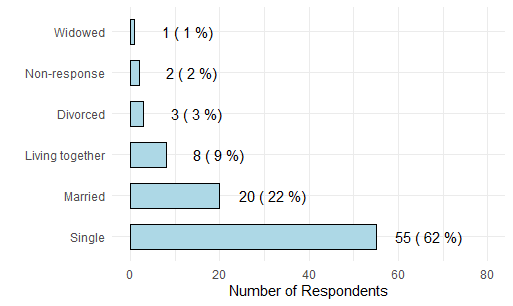 Widowed 1 ( 1 %)
Non-response 2 ( 2 %)
Divorced 3 ( 3 %)
Living together 8 ( 9 %)
Married 20 ( 22 %)
Single 55 ( 62 %)
0 20 40 60 80
Number of Respondents